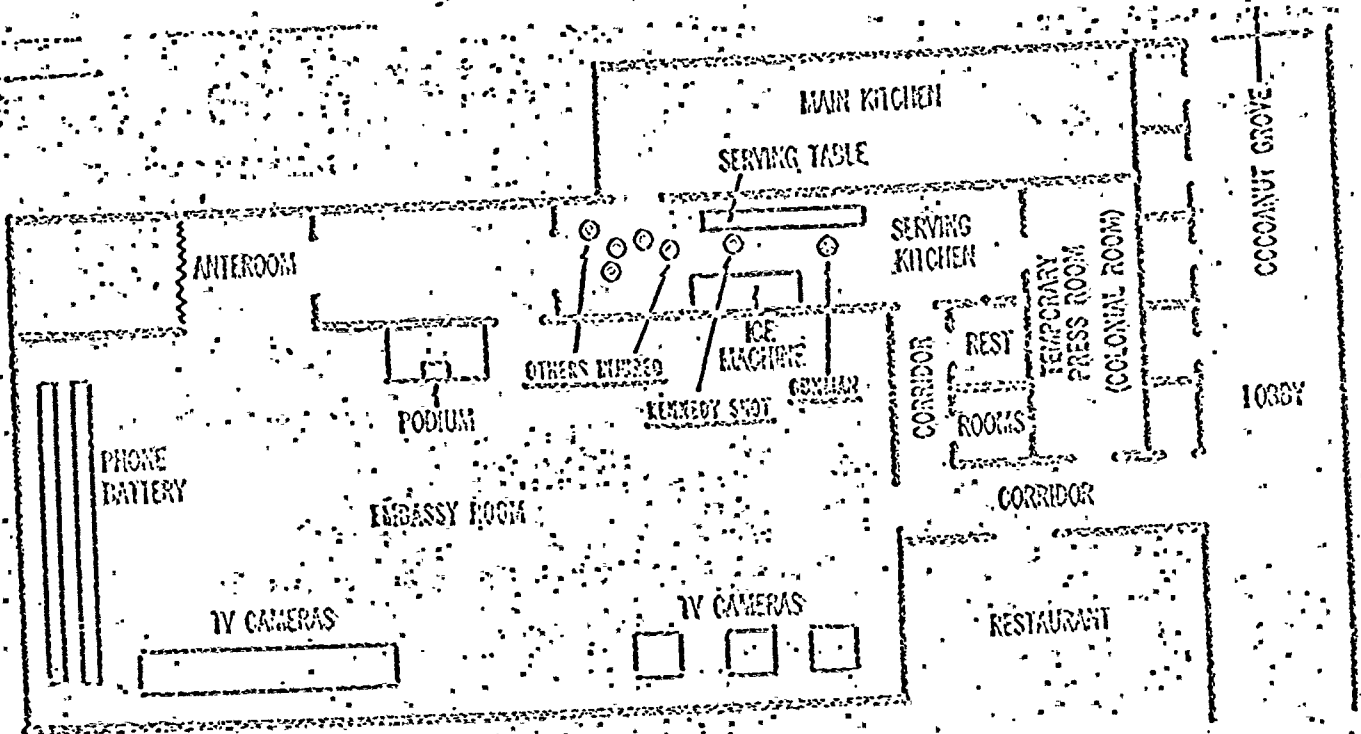 MAIN KITCHEN
SERVING TABLE
COCOANUT GROVE
SERVING
KITCHEN
ANTEROOM
TEMPORARY
PRESS ROOM
(COLONIAL ROOM)
ICE
MACHINE
REST
ROOMS
CORRIDOR
OTHERS
KENNEDY SHOT
GUNMAN
LOBBY
PODIUM
PHONE
BATTERY
EMBASSY ROOM
CORRIDOR
TV CAMERAS
TV CAMERAS
RESTAURANT